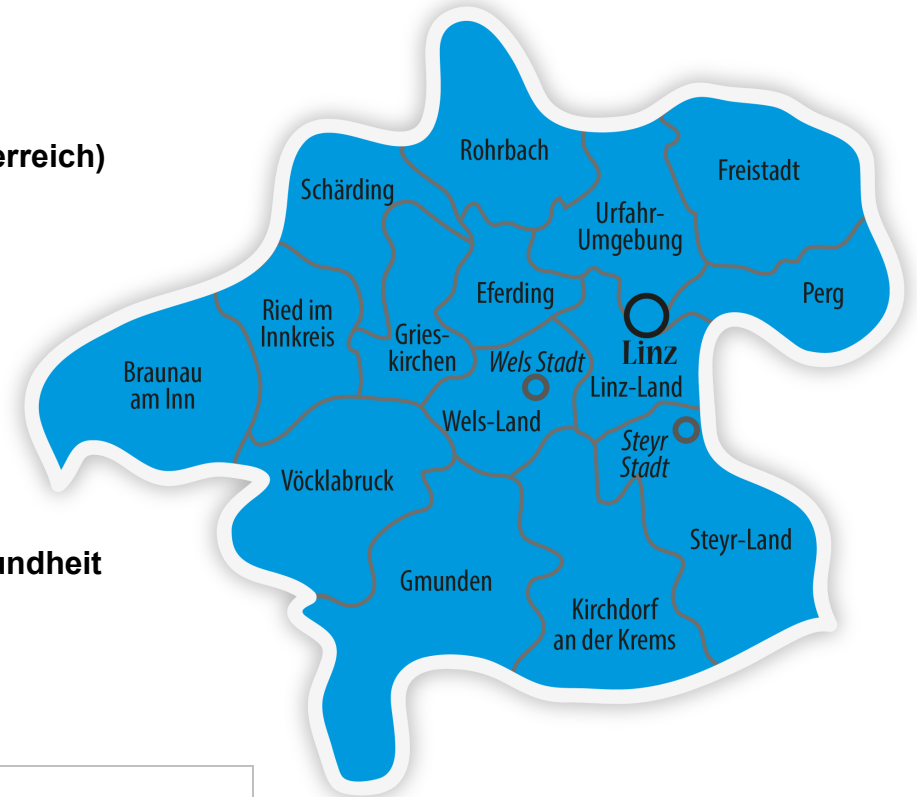 erreich)
Rohrbach
Freistadt
Schärding
Urfahr-
Umgebung
Eferding
Perg
Ried im
Innkreis
Gries-
kirchen
Linz
Wels Stadt
Braunau
am Inn
Linz-Land
Wels-Land
Steyr
Stadt
Vöcklabruck
Steyr-Land
undheit
Gmunden
Kirchdorf
an der Krems